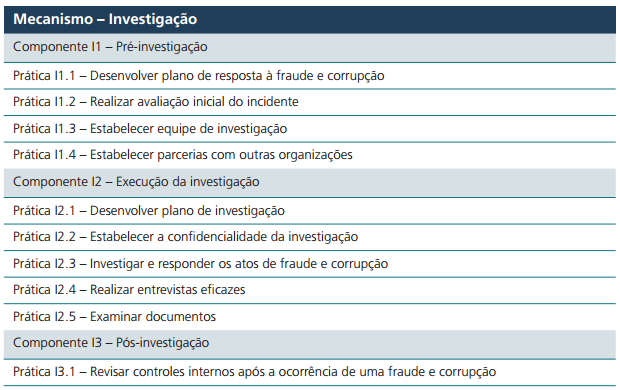 Mecanismo – Investigação
Componente I1 – Pré-investigação
Prática I1.1 – Desenvolver plano de resposta à fraude e corrupção
Prática I1.2 – Realizar avaliação inicial do incidente
Prática I1.3 – Estabelecer equipe de investigação
Prática I1.4 – Estabelecer parcerias com outras organizações
Componente I2 – Execução da investigação
Prática I2.1 – Desenvolver plano de investigação
Prática I2.2 – Estabelecer a confidencialidade da investigação
Prática I2.3 – Investigar e responder os atos de fraude e corrupção
Prática I2.4 – Realizar entrevistas eficazes
Prática I2.5 – Examinar documentos
Componente I3 – Pós-investigação
Prática I3.1 – Revisar controles internos após a ocorrência de uma fraude e corrupção